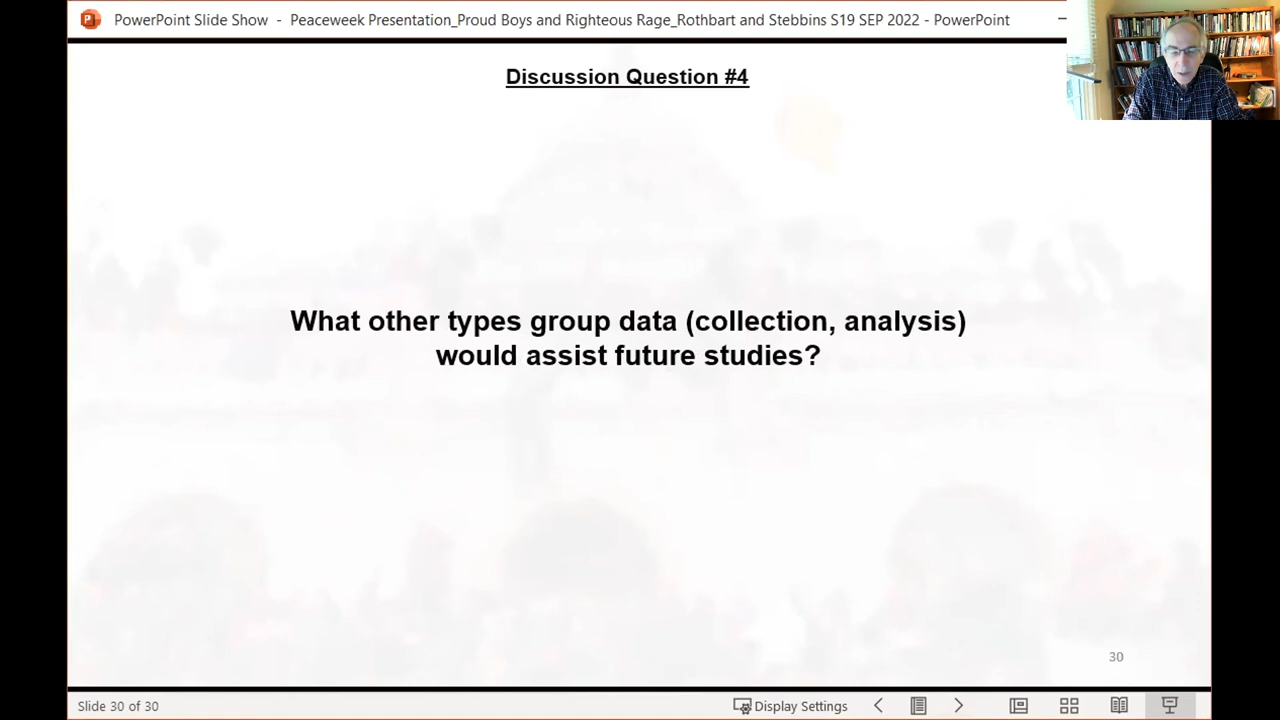 PowerPoint Slide Show - Peaceweek Presentation_Proud Boys and Righteous Rage_Rothbart and Stebbins S19 SEP 2022 - PowerPoint
Discussion Question #4
What other types group data (collection, analysis)
would assist future studies?
30
Slide 30 of 30
Display Settings